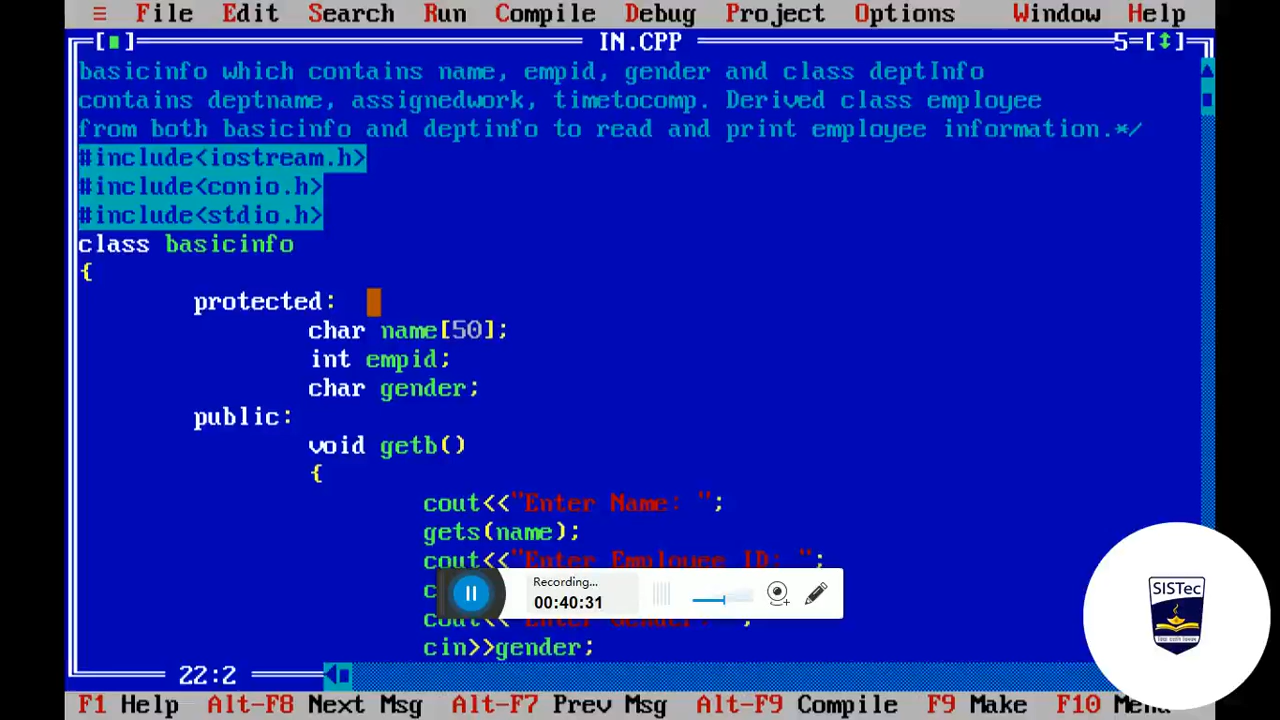 ≡ File Edit Search Run Compile Debug Project Options Window Help
[■] IN.CPP 5=[↕]
basicinfo which contains name, empid, gender and class deptInfo
contains deptname, assignedwork, timetocomp. Derived class employee
from both basicinfo and deptinfo to read and print employee information.*/
#include<iostream.h>
#include<conio.h>
#include<stdio.h>
class basicinfo
{
protected:
char name[50];
int empid;
char gender;
public:
void getb()
{
cout<<"Enter Name: ";
gets(name);
cout<<"Enter Employee ID: ";
Recording...
00:40:31
cin>>gender;
SISTec
22:2
F1 Help Alt-F8 Next Msg Alt-F7 Prev Msg Alt-F9 Compile F9 Make F10 Menu